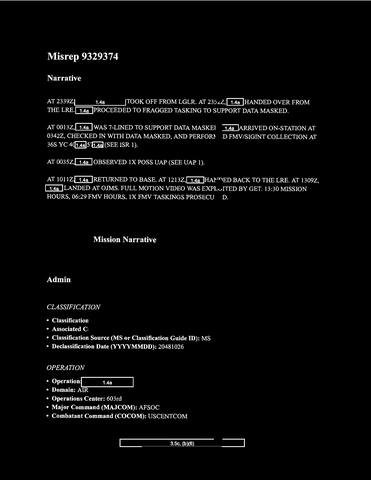 Misrep 9329374
Narrative
AT 2339Z, 1.4a TOOK OFF FROM LGLR. AT 1.4a HANDED OVER FROM
THE LRE. 1.4a PROCEEDED TO FRAGGED TASKING TO SUPPORT DATA MASKED.
AT 0013Z, 1.4a WAS 7-LINED TO SUPPORT DATA MASKE 1.4a ARRIVED ON-STATION AT
0342Z, CHECKED IN WITH DATA MASKED, AND PERFOR D FMV/SIGINT COLLECTION AT
36S YC 1.4a 1.4a (SEE ISR 1).
AT 0035Z, 1.4a OBSERVED 1X POSS UAP (SEE UAP 1).
AT 1011Z, 1.4a RETURNED TO BASE. AT 1213Z, 1.4a HANDED BACK TO THE LRE. AT 1309Z,
1.4a LANDED AT OJMS. FULL MOTION VIDEO WAS EXPLOITED BY GET. 13:30 MISSION
HOURS, 06:29 FMV HOURS, 1X FMV TASKINGS PROSECU D.
Mission Narrative
Admin
CLASSIFICATION
• Classification
• Associated C
• Classification Source (MS or Classification Guide ID): MS
• Declassification Date (YYYYMMDD): 20481026
OPERATION
• Operation: 1.4a
• Domain: AIR
• Operations Center: 603rd
• Major Command (MAJCOM): AFSOC
• Combatant Command (COCOM): USCENTCOM
3.5c, (b)(6)